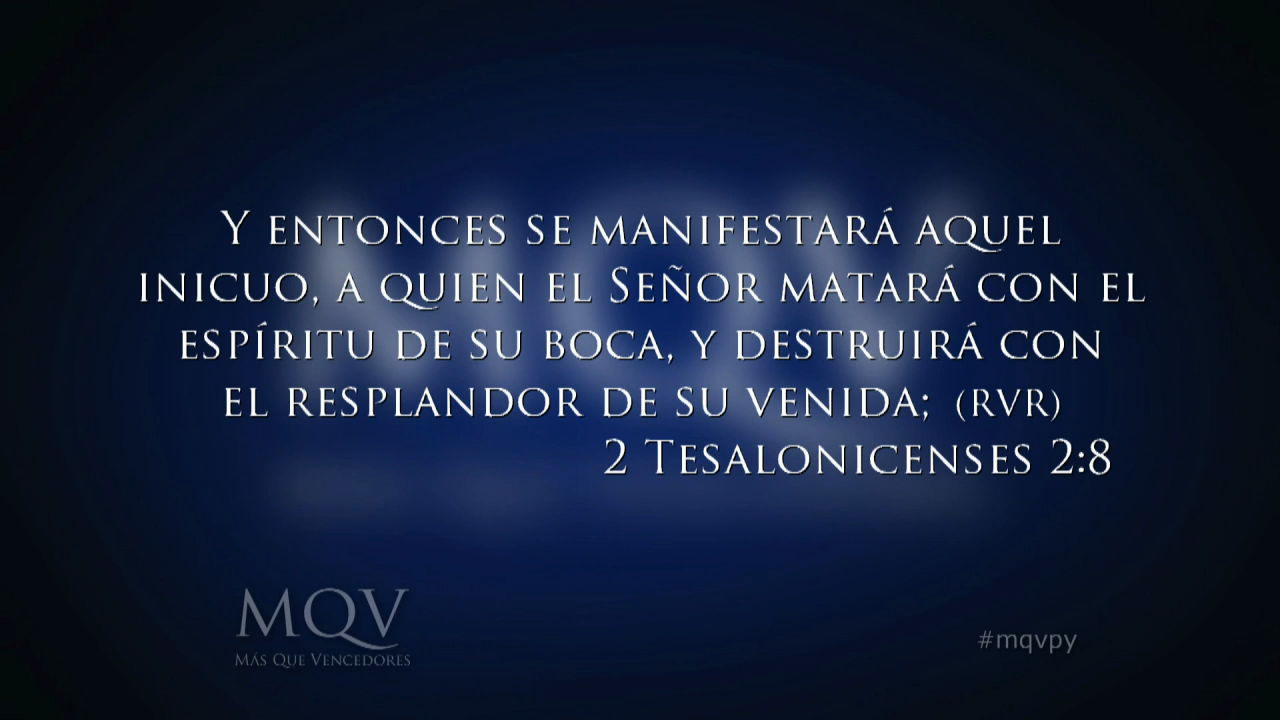 Y entonces se manifestará aquel
inicuo, a quien el Señor matará con el
espíritu de su boca, y destruirá con
el resplandor de su venida; (RVR)
2 Tesalonicenses 2:8
MQV
Más Que Vencedores
#mqvpy